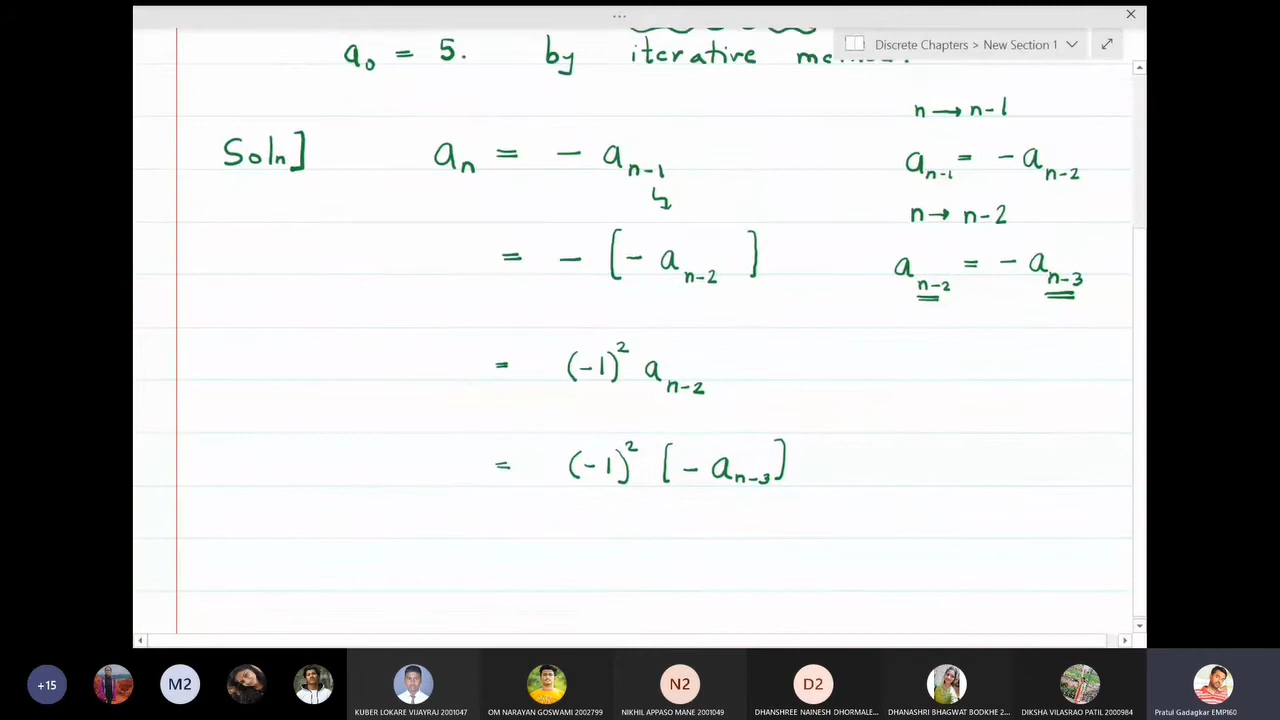 a₀ = 5. by iterative
Discrete Chapters > New Section 1
n → n-1
Soln] aₙ = - aₙ₋₁
aₙ₋₁ = - aₙ₋₂
n → n-2
= - [- aₙ₋₂ ]
aₙ₋₂ = - aₙ₋₃
= (-1)² aₙ₋₂
= (-1)² [- aₙ₋₃]
+15
M2
N2
D2
KUBER LOKARE VIJAYRAJ 2001047
OM NARAYAN GOSWAMI 2002799
NIKHIL APPASO MANE 2001049
DHANSHREE NAINESH DHORMALE...
DHANASHRI BHAGWAT BODKHE 2...
DIKSHA VILASRAO PATIL 2000984
Pratul Gadagkar EMP160